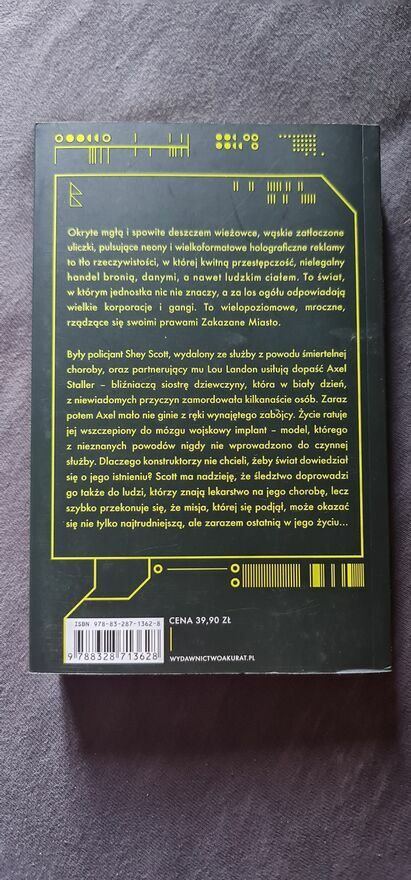 Okryte mgłą i spowite deszczem wieżowce, wąskie zatłoczone
uliczki, pulsujące neony i wielkoformatowe holograficzne reklamy
to tło rzeczywistości, w której kwitną przestępczość, nielegalny
handel bronią, danymi, a nawet ludzkim ciałem. To świat,
w którym jednostka nic nie znaczy, a za los ogółu odpowiadają
wielkie korporacje i gangi. To wielopoziomowe, mroczne,
rządzące się swoimi prawami Zakazane Miasto.
Były policjant Shey Scott, wydalony ze służby z powodu śmiertelnej
choroby, oraz partnerujący mu Lou Landon usiłują dopaść Axel
Staller – bliźniaczą siostrę dziewczyny, która w biały dzień,
z niewiadomych przyczyn zamordowała kilkanaście osób. Zaraz
potem Axel mało nie ginie z ręki wynajętego zabójcy. Życie ratuje
jej wszczepiony do mózgu wojskowy implant – model, którego
z nieznanych powodów nigdy nie wprowadzono do czynnej
służby. Dlaczego konstruktorzy nie chcieli, żeby świat dowiedział
się o jego istnieniu? Scott ma nadzieję, że śledztwo doprowadzi
go także do ludzi, którzy znają lekarstwo na jego chorobę, lecz
szybko przekonuje się, że misja, której się podjął, może okazać
się nie tylko najtrudniejszą, ale zarazem ostatnią w jego życiu...
ISBN 978-83-287-1362-8
9 788328 713628
CENA 39,90 ZŁ
WYDAWNICTWOAKURAT.PL